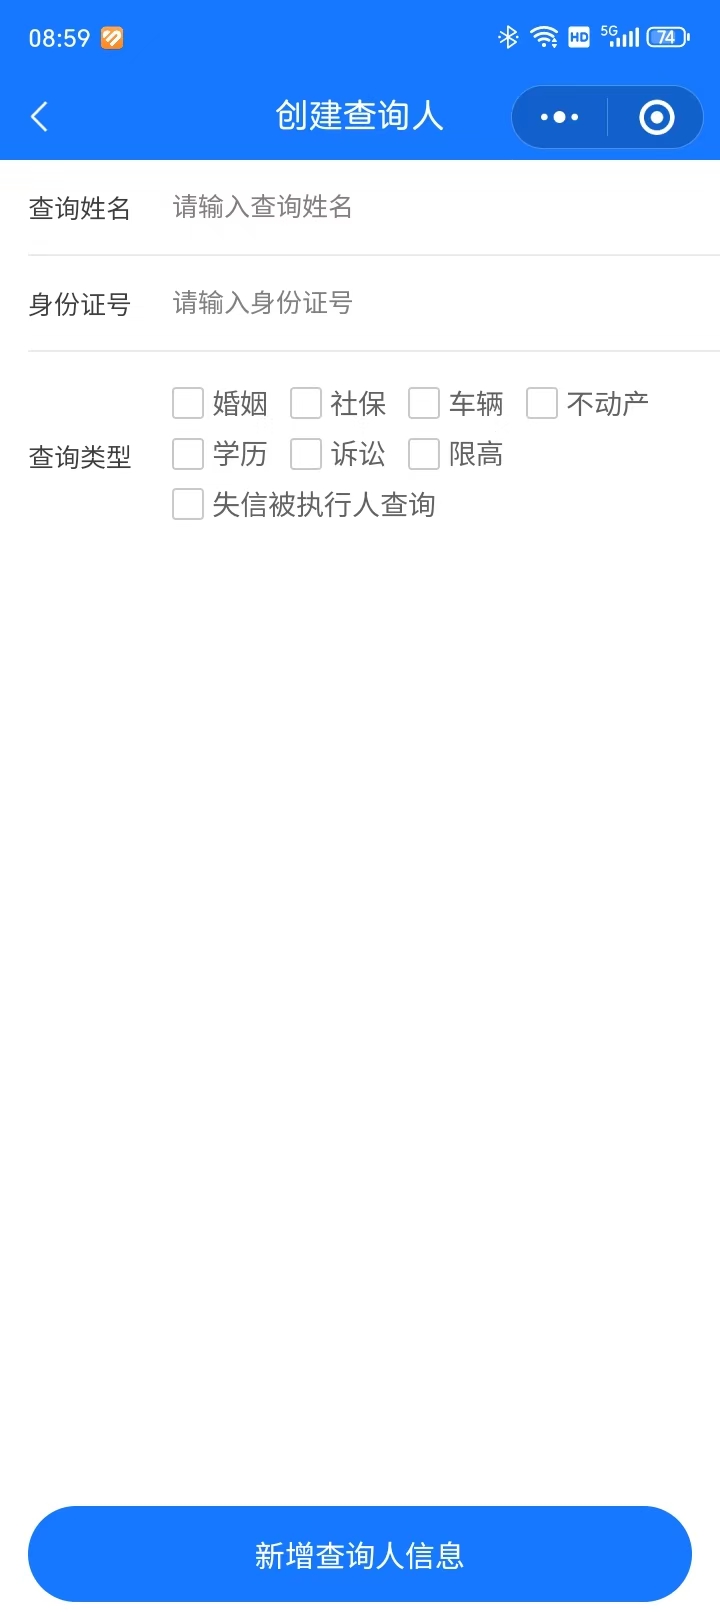 08:59 HD 5G 74
创建查询人
查询姓名 请输入查询姓名
身份证号 请输入身份证号
查询类型
婚姻 社保 车辆 不动产
学历 诉讼 限高
失信被执行人查询
新增查询人信息